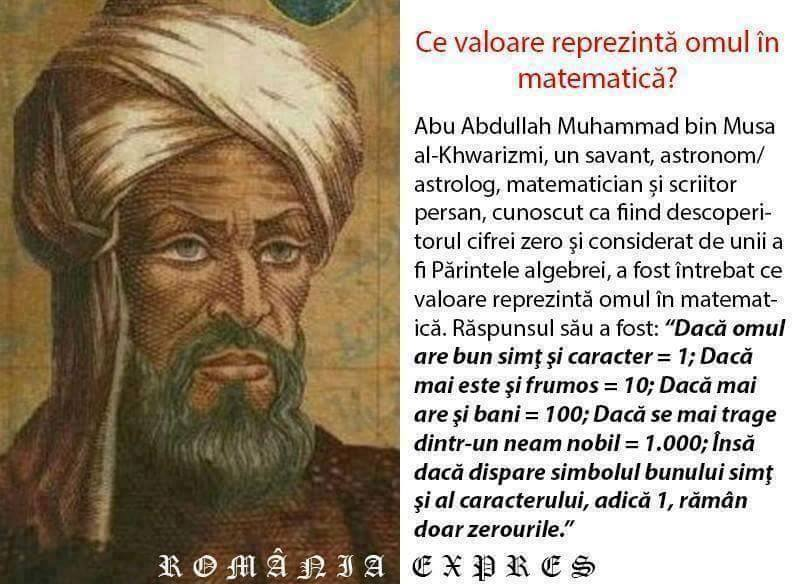 Ce valoare reprezintă omul în
matematică?
Abu Abdullah Muhammad bin Musa
al-Khwarizmi, un savant, astronom/
astrolog, matematician și scriitor
persan, cunoscut ca fiind descoperi-
torul cifrei zero şi considerat de unii a
fi Părintele algebrei, a fost întrebat ce
valoare reprezintă omul în matemat-
ică. Răspunsul său a fost: “Dacă omul
are bun simţ şi caracter = 1; Dacă
mai este şi frumos = 10; Dacă mai
are şi bani = 100; Dacă se mai trage
dintr-un neam nobil = 1.000; Însă
dacă dispare simbolul bunului simţ
şi al caracterului, adică 1, rămân
doar zerourile.”
ROMÂNIA EXPRES